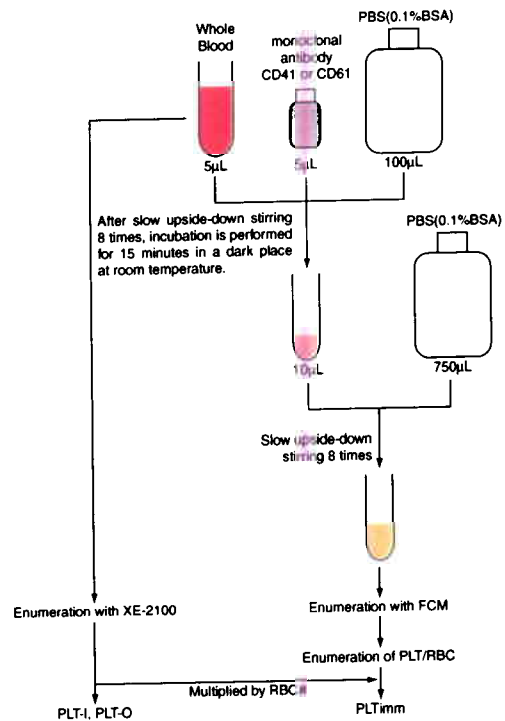 Whole
Blood
monoclonal
antibody
CD41 or CD61
PBS(0.1%BSA)
5μL
5μL
100μL
After slow upside-down stirring
8 times, incubation is performed
for 15 minutes in a dark place
at room temperature.
PBS(0.1%BSA)
10μL
750μL
Slow upside-down
stirring 8 times
Enumeration with XE-2100
Enumeration with FCM
Enumeration of PLT/RBC
Multiplied by RBC#
PLT-I, PLT-O
PLTimm